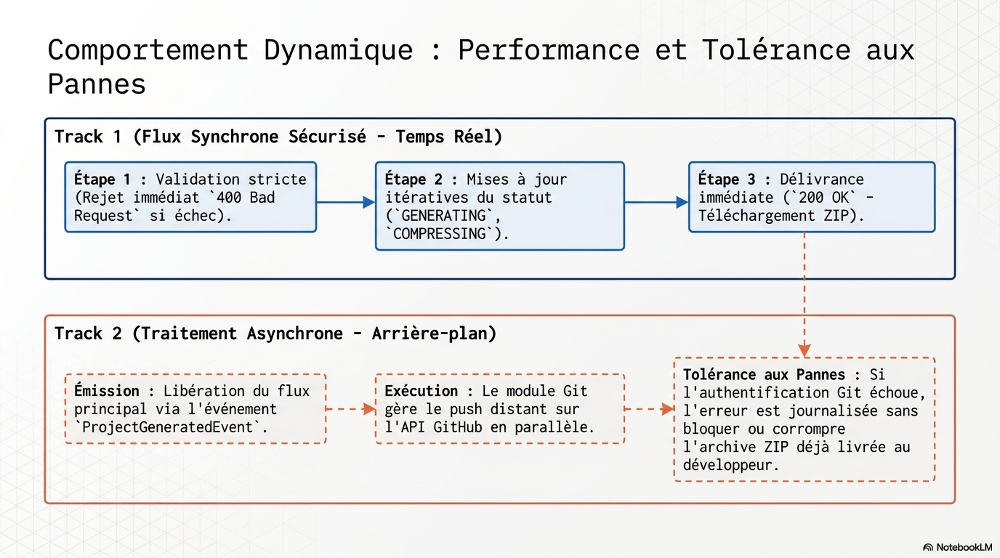 Comportement Dynamique : Performance et Tolérance aux
Pannes
Track 1 (Flux Synchrone Sécurisé - Temps Réel)
Étape 1 : Validation stricte
(Rejet immédiat `400 Bad
Request` si échec).
Étape 2 : Mises à jour
itératives du statut
(`GENERATING`,
`COMPRESSING`).
Étape 3 : Délivrance
immédiate (`200 OK` -
Téléchargement ZIP).
Track 2 (Traitement Asynchrone - Arrière-plan)
Émission : Libération du flux
principal via l'événement
`ProjectGeneratedEvent`.
Exécution : Le module Git
gère le push distant sur
l'API GitHub en parallèle.
Tolérance aux Pannes : Si
l'authentification Git échoue,
l'erreur est journalisée sans
bloquer ou corrompre
l'archive ZIP déjà livrée au
développeur.
NotebookLM